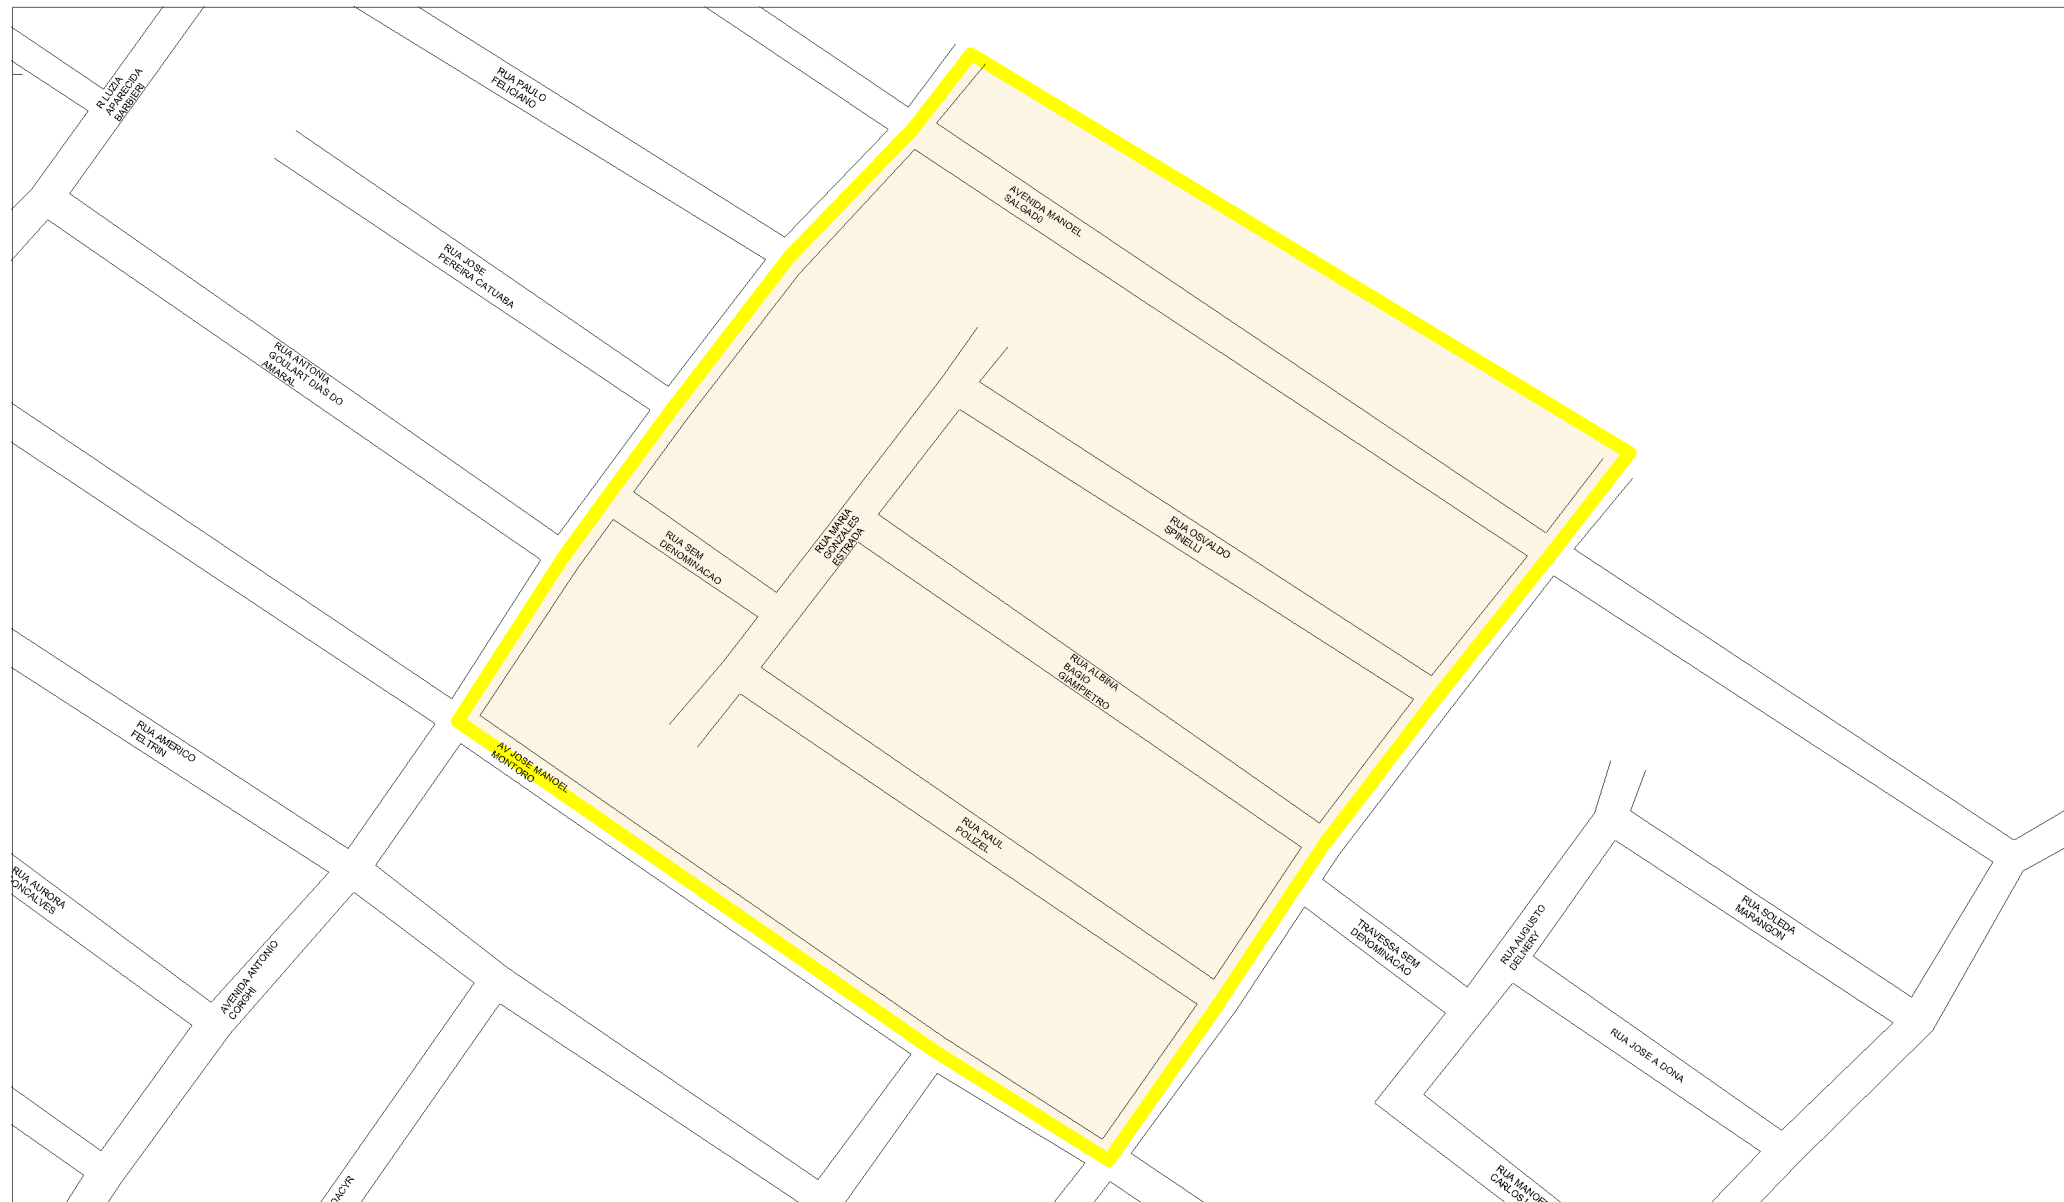 R LUZIA
APARECIDA
BARBIERI
RUA PAULO
FELICIANO
AVENIDA MANOEL
SALGAD0
RUA JOSE
PEREIRA CATUABA
RUA ANTONIA
GOULART DIAS DO
AMARAL
RUA SEM
DENOMINACAO
RUA MARIA
GONZALES
ESTRADA
RUA OSVALDO
SPINELLI
RUA ALBINA
BAGIO
GIAMPIETRO
RUA AMERICO
FELTRIN
AV JOSE MANOEL
MONTORO
RUA RAUL
POLIZEL
RUA AURORA
ONCALVES
AVENIDA ANTONIO
CORGHI
TRAVESSA SEM
DENOMINACAO
RUA AUGUSTO
DELNERY
RUA SOLEDA
MARANGON
RUA JOSE A DONA
RUA MANOE
CARLOS